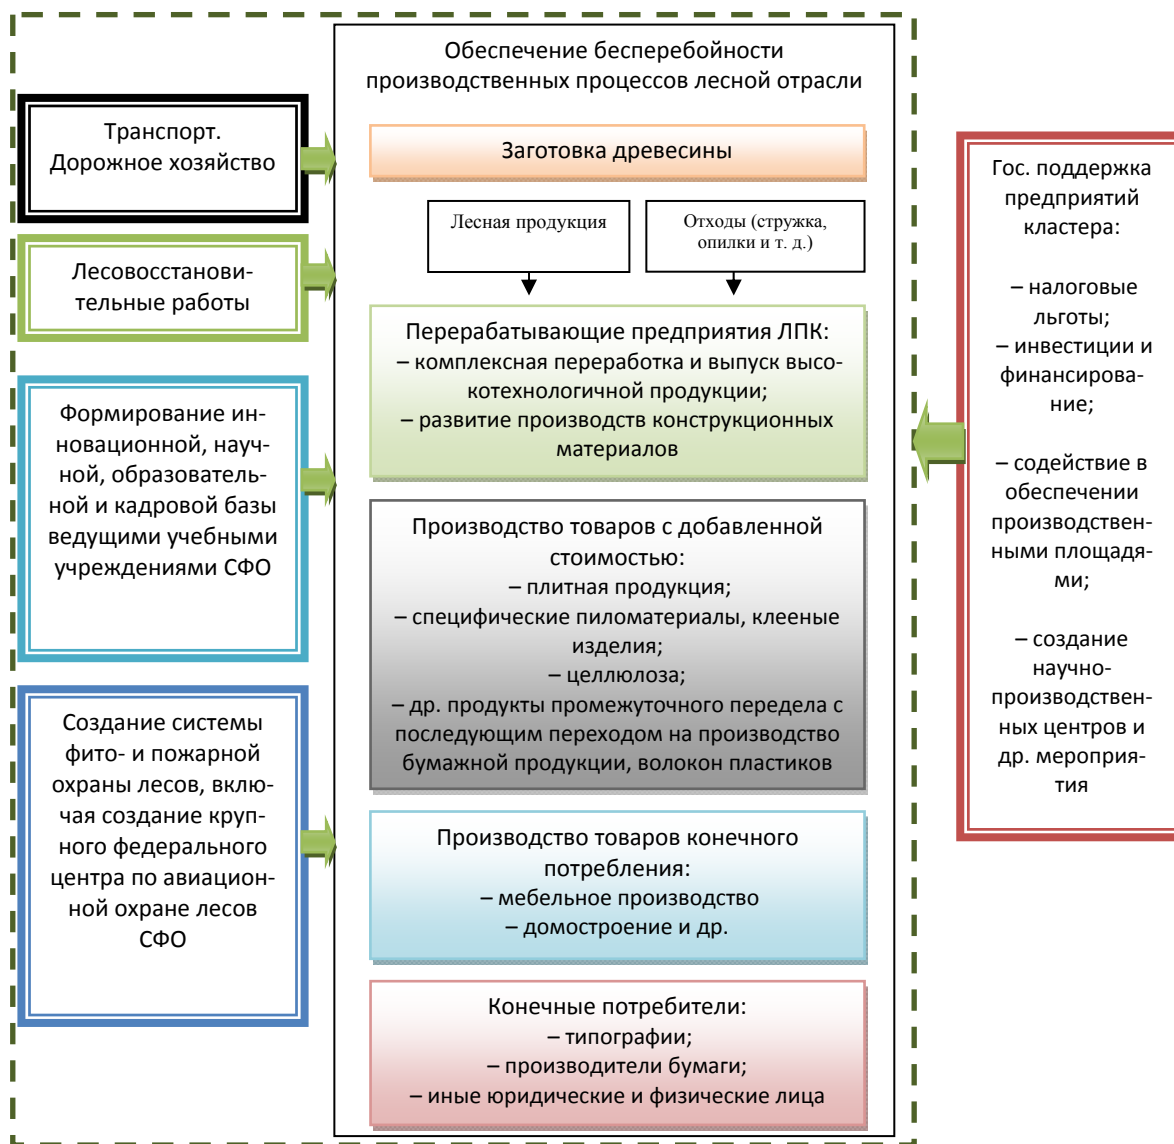 Обеспечение бесперебойности
производственных процессов лесной отрасли
Транспорт.
Дорожное хозяйство
Лесовосстанови-
тельные работы
Формирование ин-
новационной, науч-
ной, образователь-
ной и кадровой базы
ведущими учебными
учреждениями СФО
Создание системы
фито- и пожарной
охраны лесов, вклю-
чая создание круп-
ного федерального
центра по авиацион-
ной охране лесов
СФО
Заготовка древесины
Лесная продукция
Отходы (стружка,
опилки и т. д.)
Перерабатывающие предприятия ЛПК:
– комплексная переработка и выпуск высо-
котехнологичной продукции;
– развитие производств конструкционных
материалов
Производство товаров с добавленной
стоимостью:
– плитная продукция;
– специфические пиломатериалы, клееные
изделия;
– целлюлоза;
– др. продукты промежуточного передела с
последующим переходом на производство
бумажной продукции, волокон пластиков
Производство товаров конечного
потребления:
– мебельное производство
– домостроение и др.
Конечные потребители:
– типографии;
– производители бумаги;
– иные юридические и физические лица
Гос. поддержка
предприятий
кластера:
– налоговые
льготы;
– инвестиции и
финансирова-
ние;
– содействие в
обеспечении
производствен-
ными площадя-
ми;
– создание
научно-
производствен-
ных центров и
др. мероприя-
тия